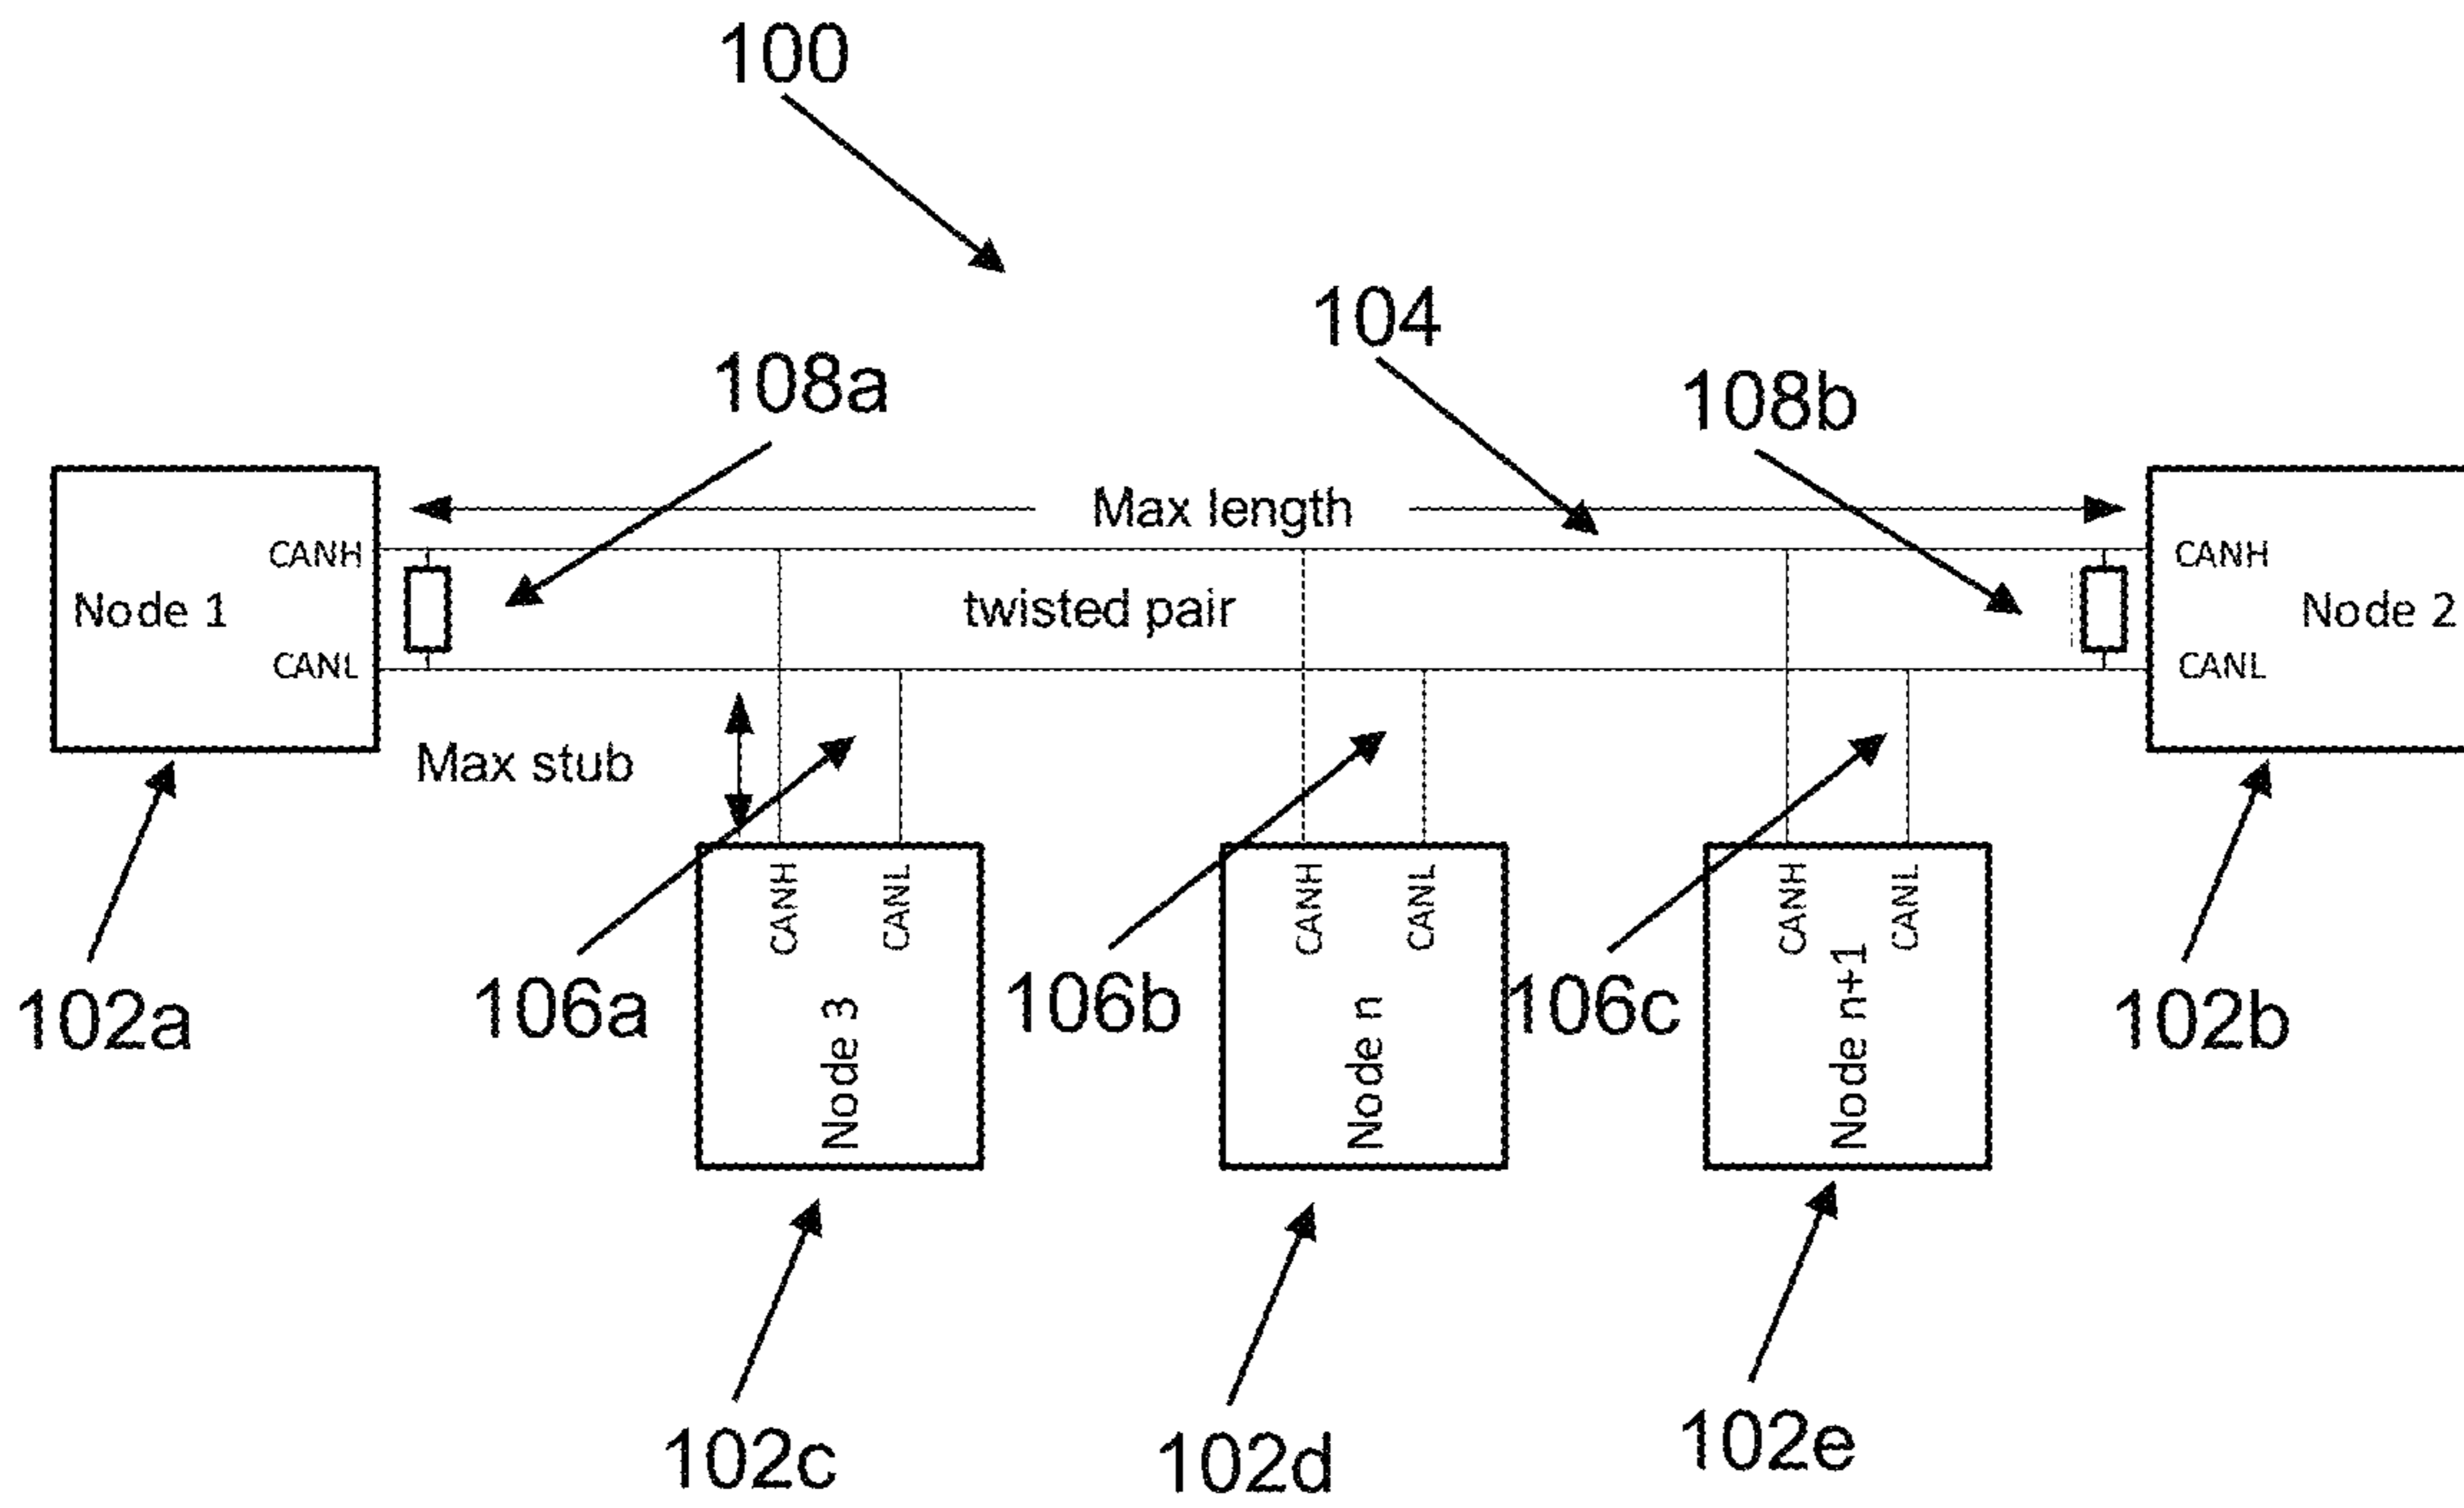 100
104
108a
108b
Max length
CANH
CANH
Node 1
twisted pair
Node 2
CANL
CANL
Max stub
CANH
CANL
CANH
CANL
CANH
CANL
Node 3
Node n
Node n+1
102a
106a
106b
106c
102b
102c
102d
102e